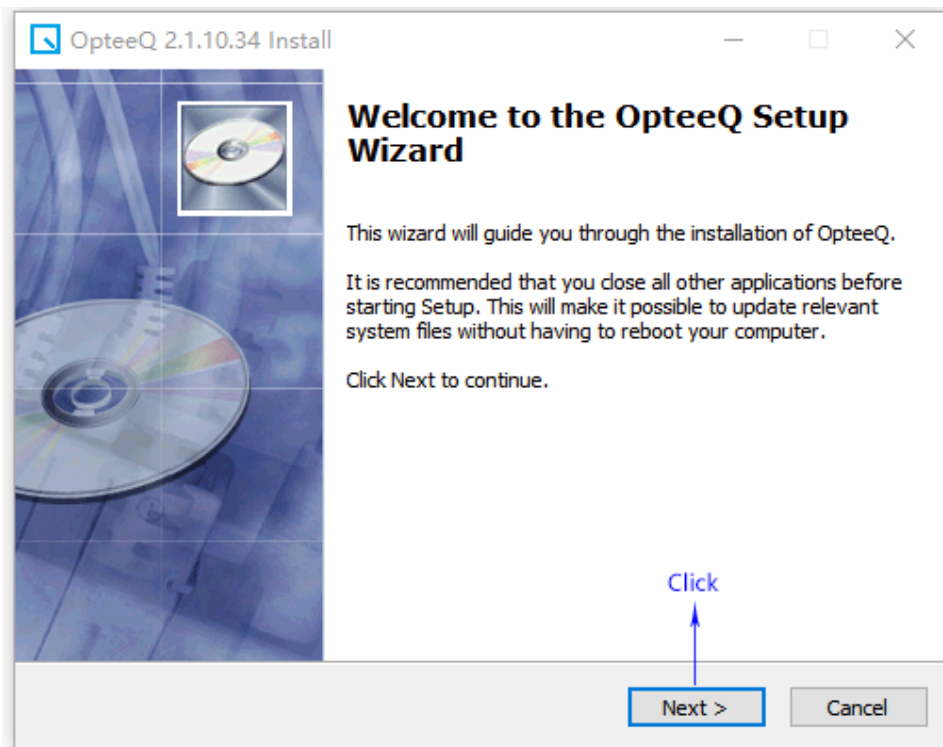 OpteeQ 2.1.10.34 Install
Welcome to the OpteeQ Setup
Wizard
This wizard will guide you through the installation of OpteeQ.
It is recommended that you close all other applications before
starting Setup. This will make it possible to update relevant
system files without having to reboot your computer.
Click Next to continue.
Click
Next >
Cancel